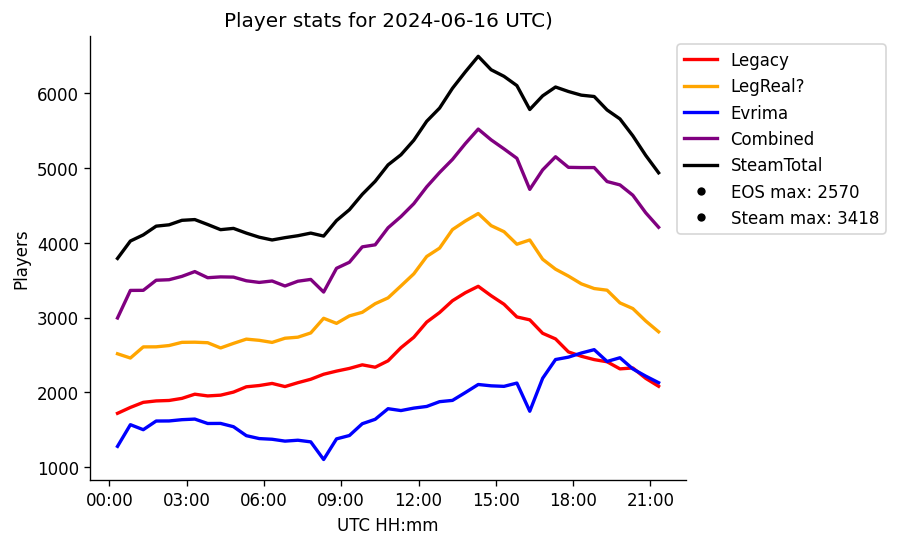 Player stats for 2024-06-16 UTC)
Legacy
LegReal?
Evrima
Combined
SteamTotal
EOS max: 2570
Steam max: 3418
Players
6000
5000
4000
3000
2000
1000
00:00 03:00 06:00 09:00 12:00 15:00 18:00 21:00
UTC HH:mm